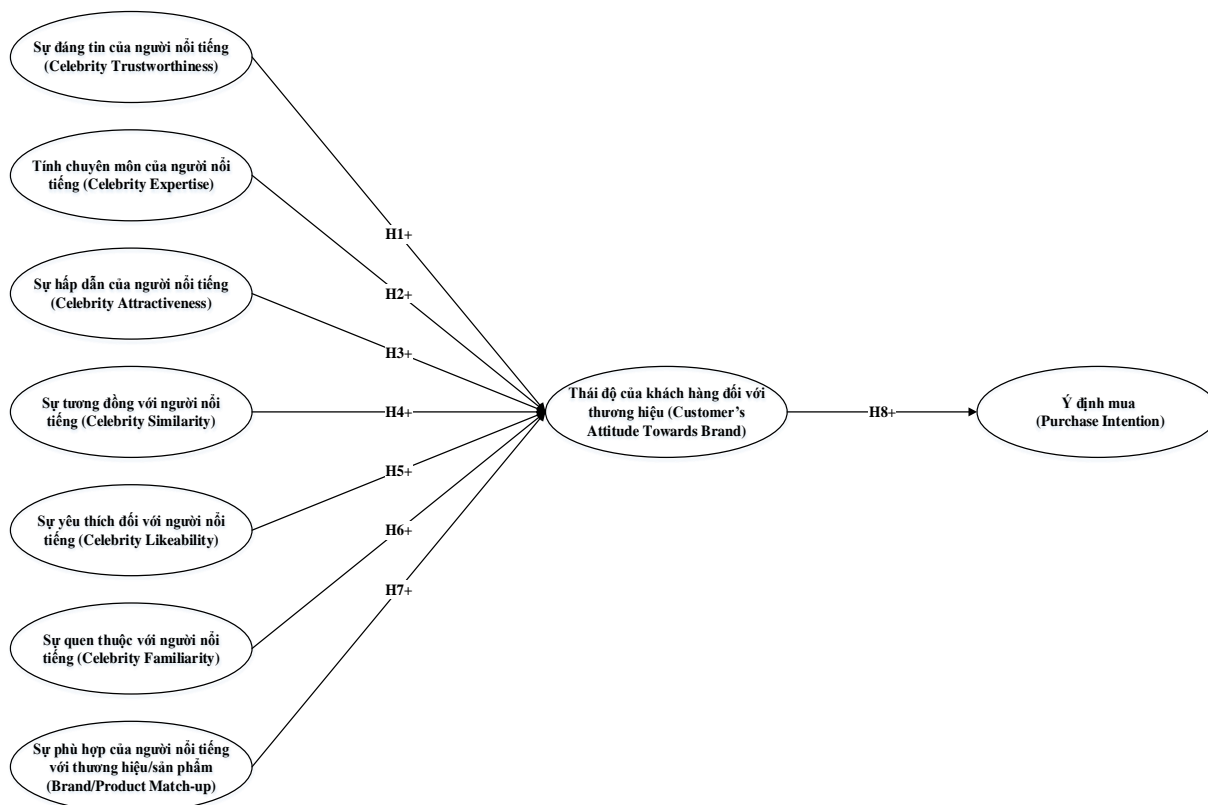 Sự đáng tin của người nổi tiếng
(Celebrity Trustworthiness)
Tính chuyên môn của người nổi
tiếng (Celebrity Expertise)
Sự hấp dẫn của người nổi tiếng
(Celebrity Attractiveness)
Sự tương đồng với người nổi
tiếng (Celebrity Similarity)
Sự yêu thích đối với người nổi
tiếng (Celebrity Likeability)
Sự quen thuộc với người nổi
tiếng (Celebrity Familiarity)
Sự phù hợp của người nổi tiếng
với thương hiệu/sản phẩm
(Brand/Product Match-up)
H1+
H2+
H3+
H4+
H5+
H6+
H7+
Thái độ của khách hàng đối với
thương hiệu (Customer’s
Attitude Towards Brand)
H8+
Ý định mua
(Purchase Intention)